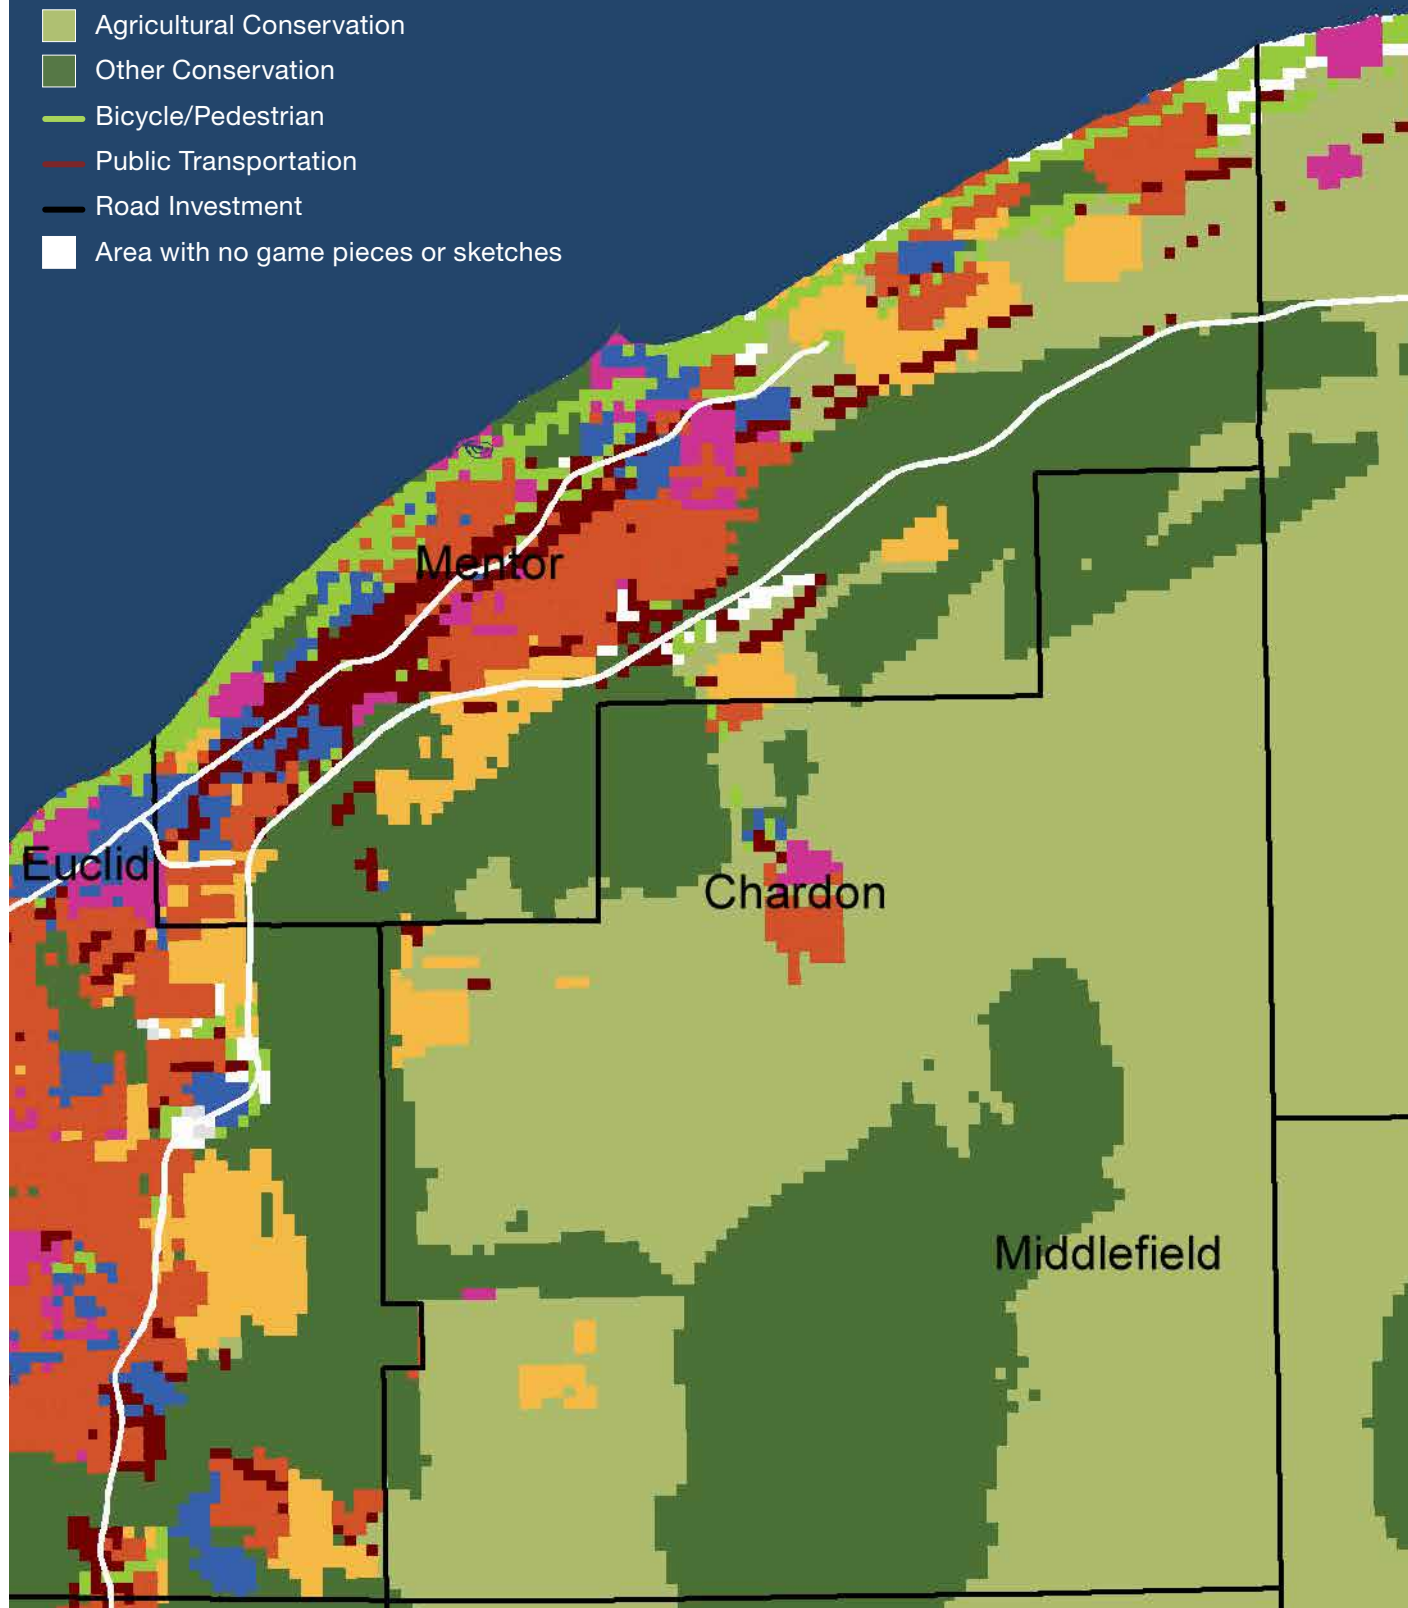 Agricultural Conservation
Other Conservation
Bicycle/Pedestrian
Public Transportation
Road Investment
Area with no game pieces or sketches
Mentor
Euclid
Chardon
Middlefield